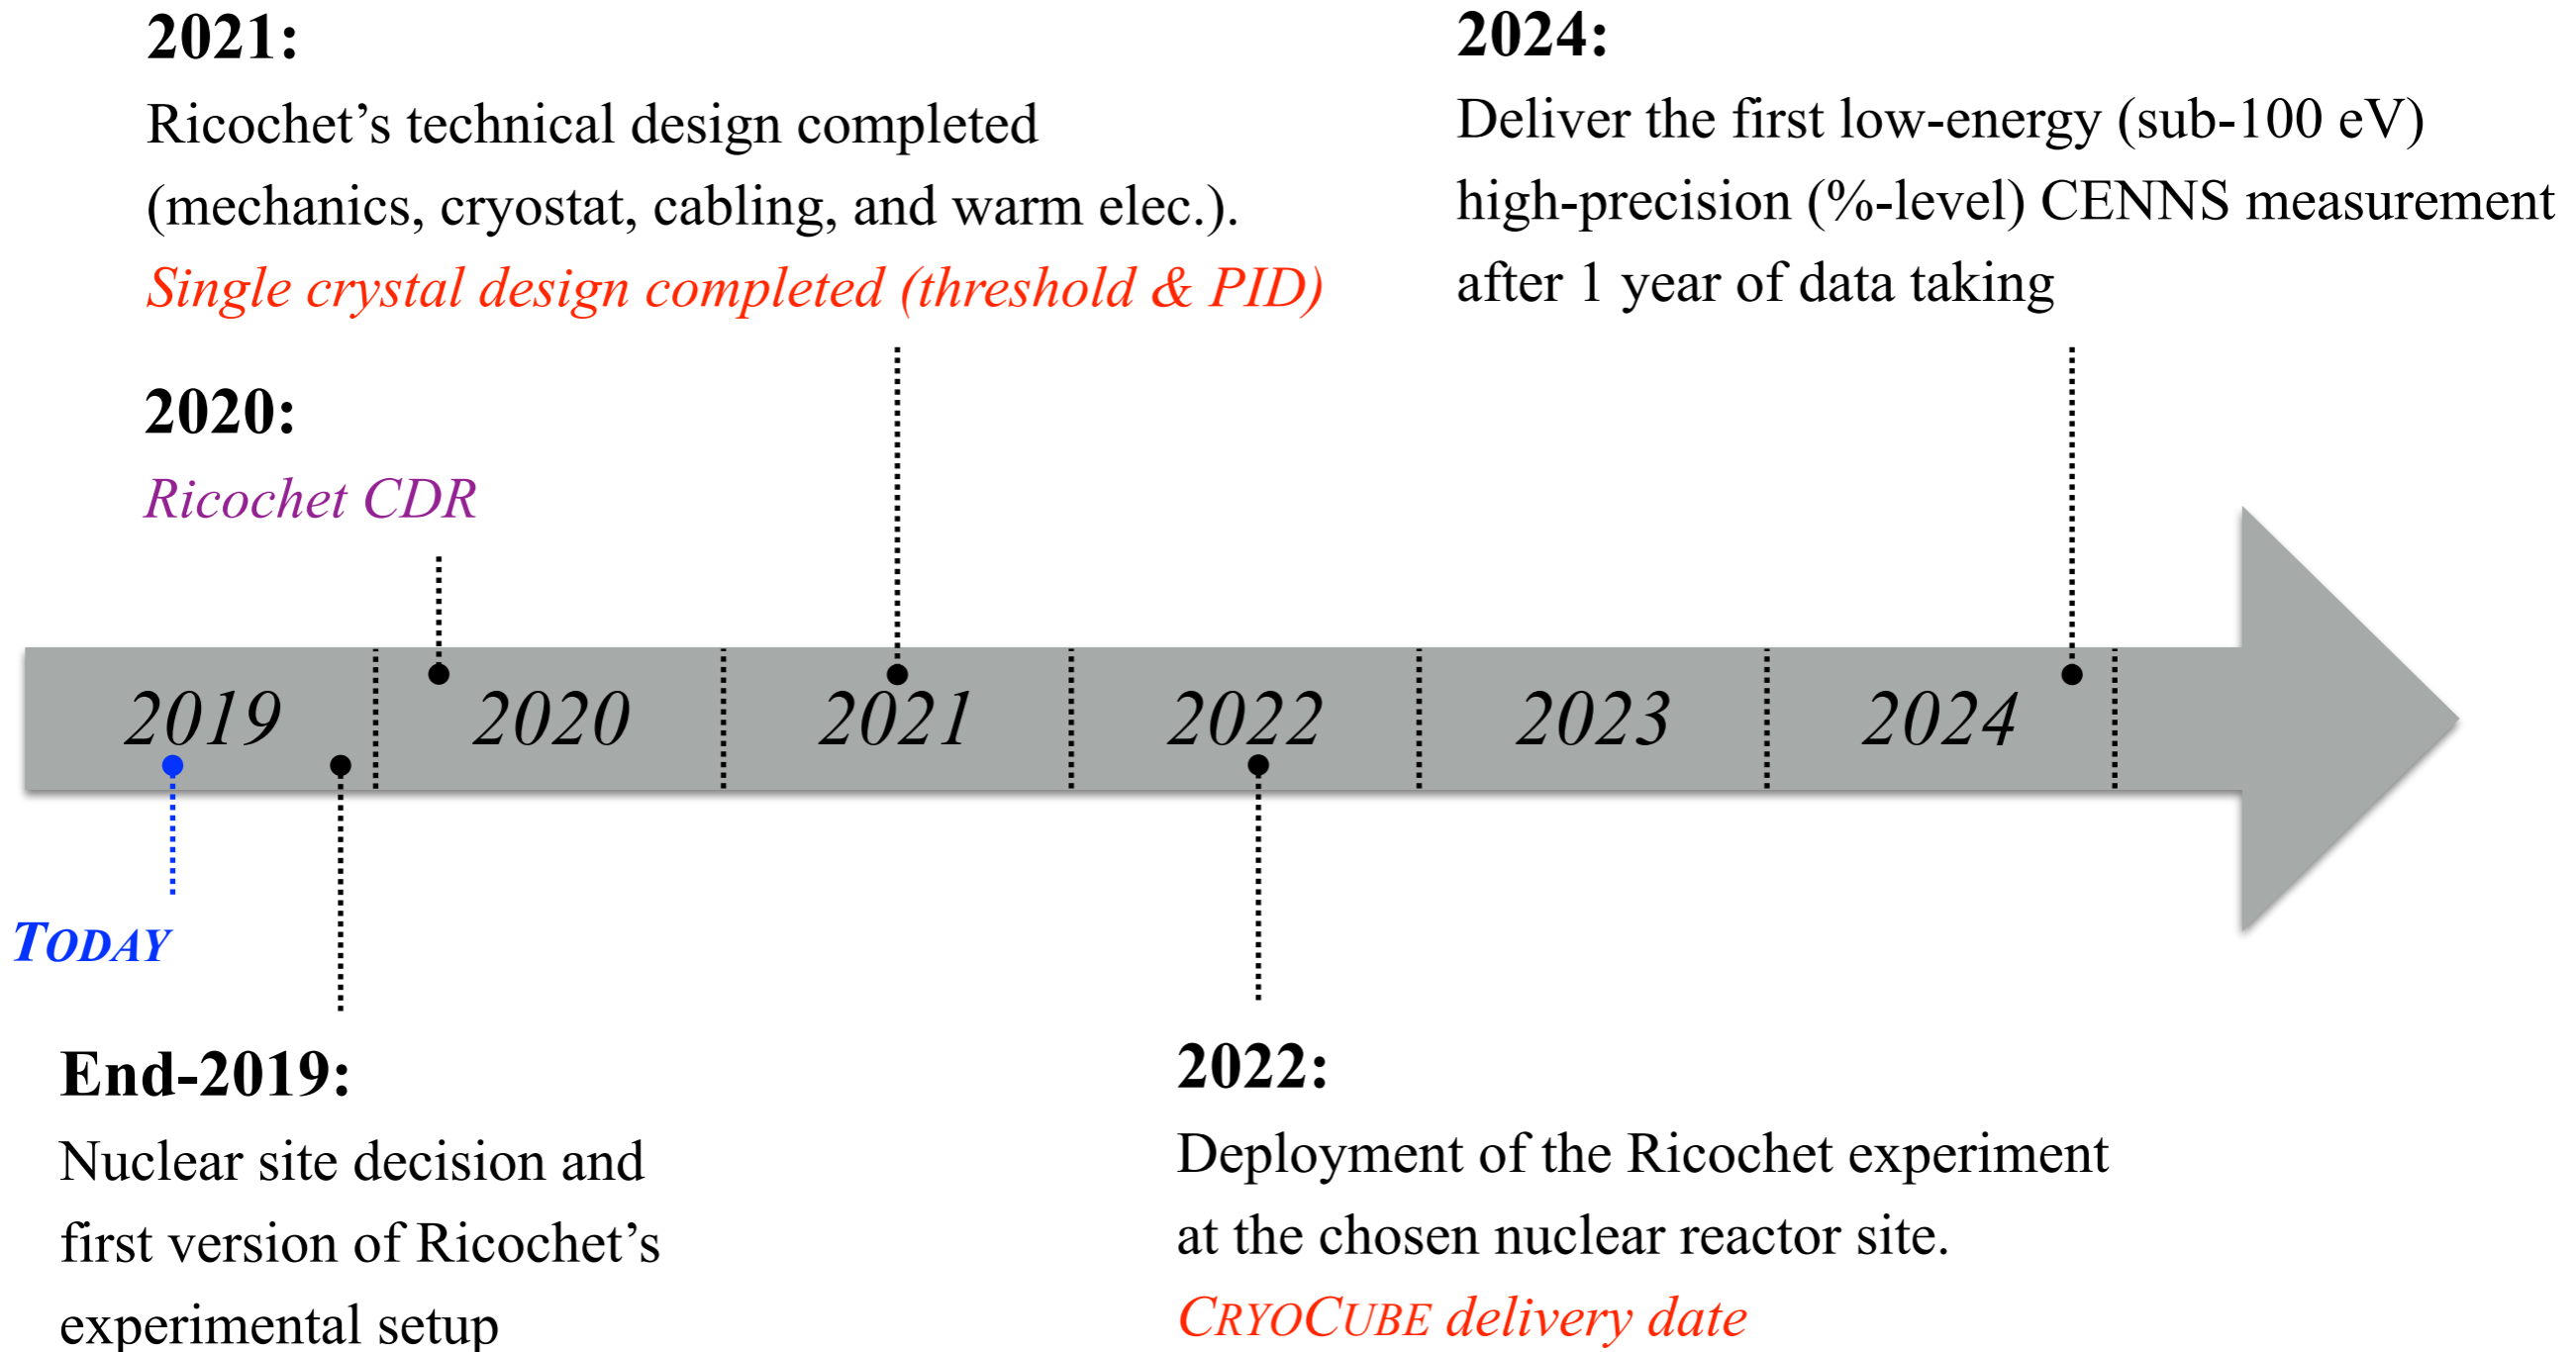 2021:
Ricochet’s technical design completed
(mechanics, cryostat, cabling, and warm elec.).
Single crystal design completed (threshold & PID)
2024:
Deliver the first low-energy (sub-100 eV)
high-precision (%-level) CENNS measurement
after 1 year of data taking
2020:
Ricochet CDR
2019
2020
2021
2022
2023
2024
TODAY
End-2019:
Nuclear site decision and
first version of Ricochet’s
experimental setup
2022:
Deployment of the Ricochet experiment
at the chosen nuclear reactor site.
CRYOCUBE delivery date